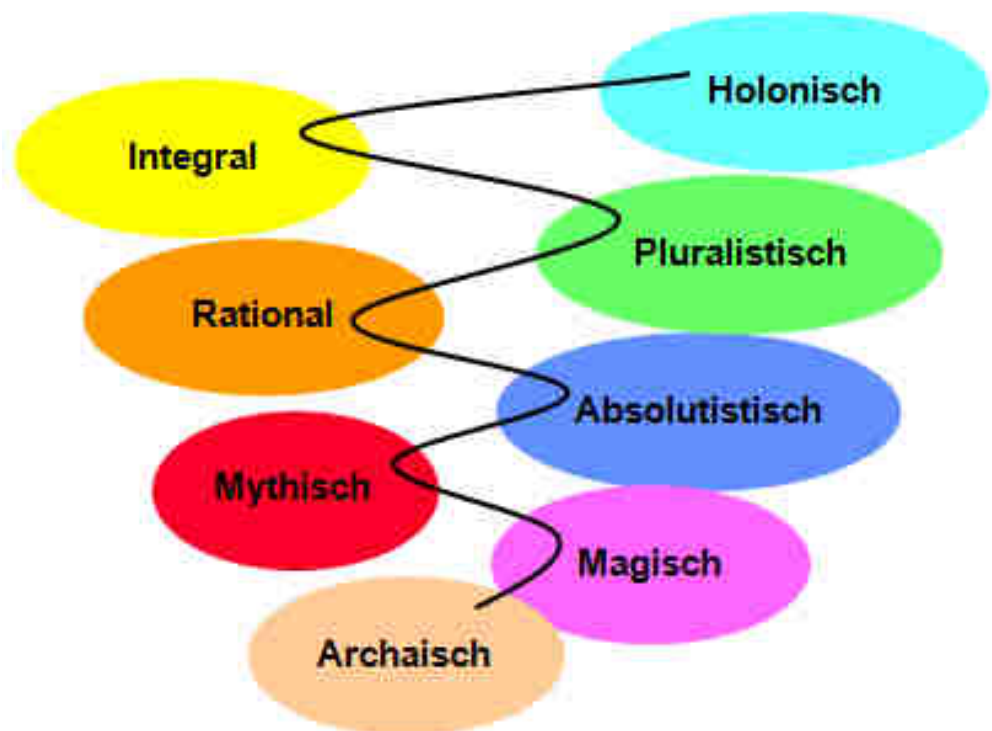 Holonisch
Integral
Pluralistisch
Rational
Absolutistisch
Mythisch
Magisch
Archaisch